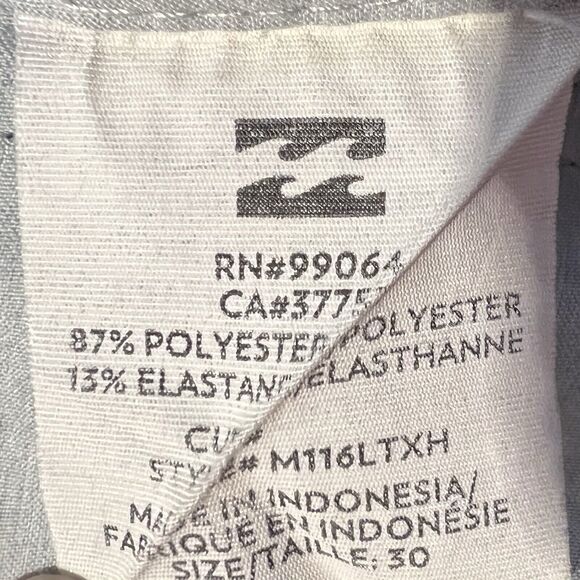 RN#99064
CA#3775
87% POLYESTER/POLYESTER
13% ELASTANE/ELASTHANNE
CUT#
STYLE# M116LTXH
MADE IN INDONESIA/
FABRIQUÉ EN INDONÉSIE
SIZE/TAILLE: 30